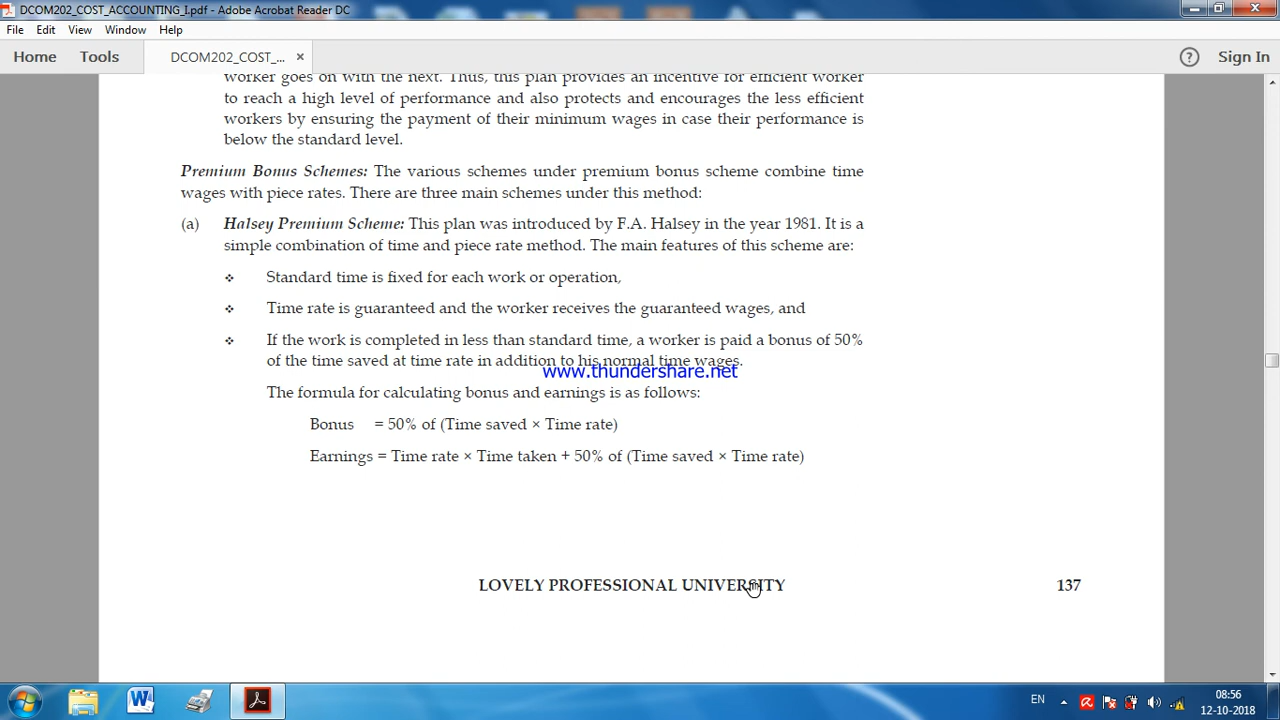 DCOM202_COST_ACCOUNTING_I.pdf - Adobe Acrobat Reader DC
File Edit View Window Help
Home Tools DCOM202_COST_... × ? Sign In
worker goes on with the next. Thus, this plan provides an incentive for efficient worker
to reach a high level of performance and also protects and encourages the less efficient
workers by ensuring the payment of their minimum wages in case their performance is
below the standard level.
Premium Bonus Schemes: The various schemes under premium bonus scheme combine time
wages with piece rates. There are three main schemes under this method:
(a) Halsey Premium Scheme: This plan was introduced by F.A. Halsey in the year 1981. It is a
simple combination of time and piece rate method. The main features of this scheme are:
❖ Standard time is fixed for each work or operation,
❖ Time rate is guaranteed and the worker receives the guaranteed wages, and
❖ If the work is completed in less than standard time, a worker is paid a bonus of 50%
of the time saved at time rate in addition to his normal time wages.
www.thundershare.net
The formula for calculating bonus and earnings is as follows:
Bonus = 50% of (Time saved × Time rate)
Earnings = Time rate × Time taken + 50% of (Time saved × Time rate)
LOVELY PROFESSIONAL UNIVERSITY 137
EN 08:56
12-10-2018